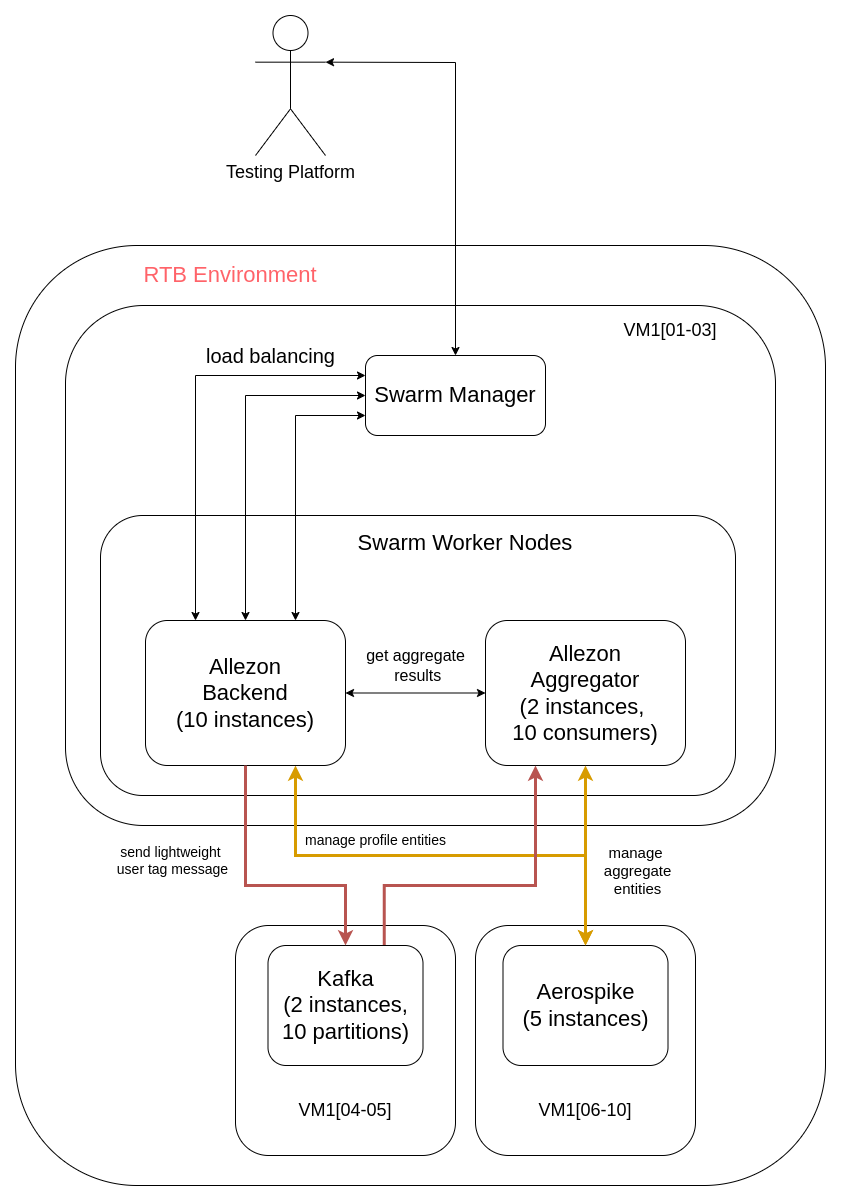 Testing Platform
RTB Environment
VM1[01-03]
load balancing
Swarm Manager
Swarm Worker Nodes
Allezon
Backend
(10 instances)
get aggregate
results
Allezon
Aggregator
(2 instances,
10 consumers)
send lightweight
user tag message
manage profile entities
manage
aggregate
entities
Kafka
(2 instances,
10 partitions)
VM1[04-05]
Aerospike
(5 instances)
VM1[06-10]